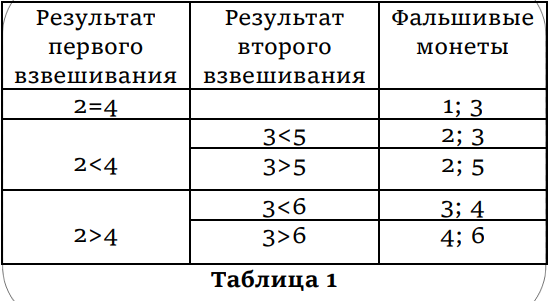 Результат Результат Фальшивые
первого второго монеты
взвешивания взвешивания
2=4 1; 3
3<5 2; 3
2<4 3>5 2; 5
3<6 3; 4
2>4 3>6 4; 6
Таблица 1